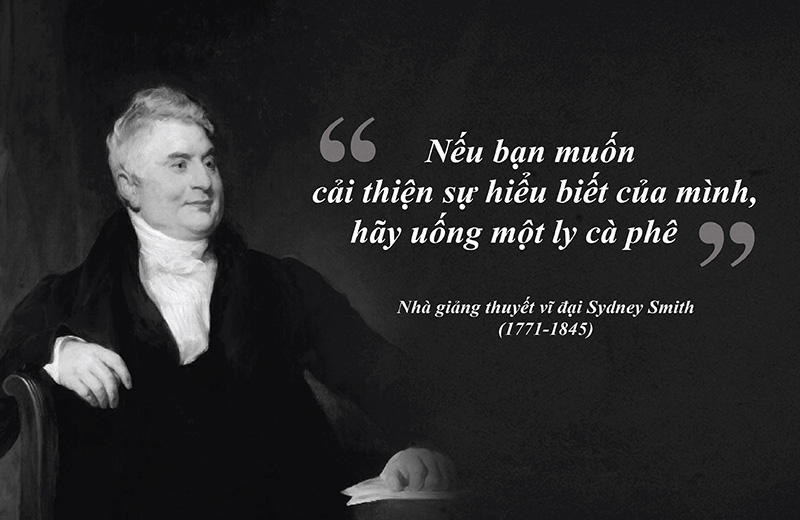 “ Nếu bạn muốn
cải thiện sự hiểu biết của mình,
hãy uống một ly cà phê ”
Nhà giảng thuyết vĩ đại Sydney Smith
(1771-1845)